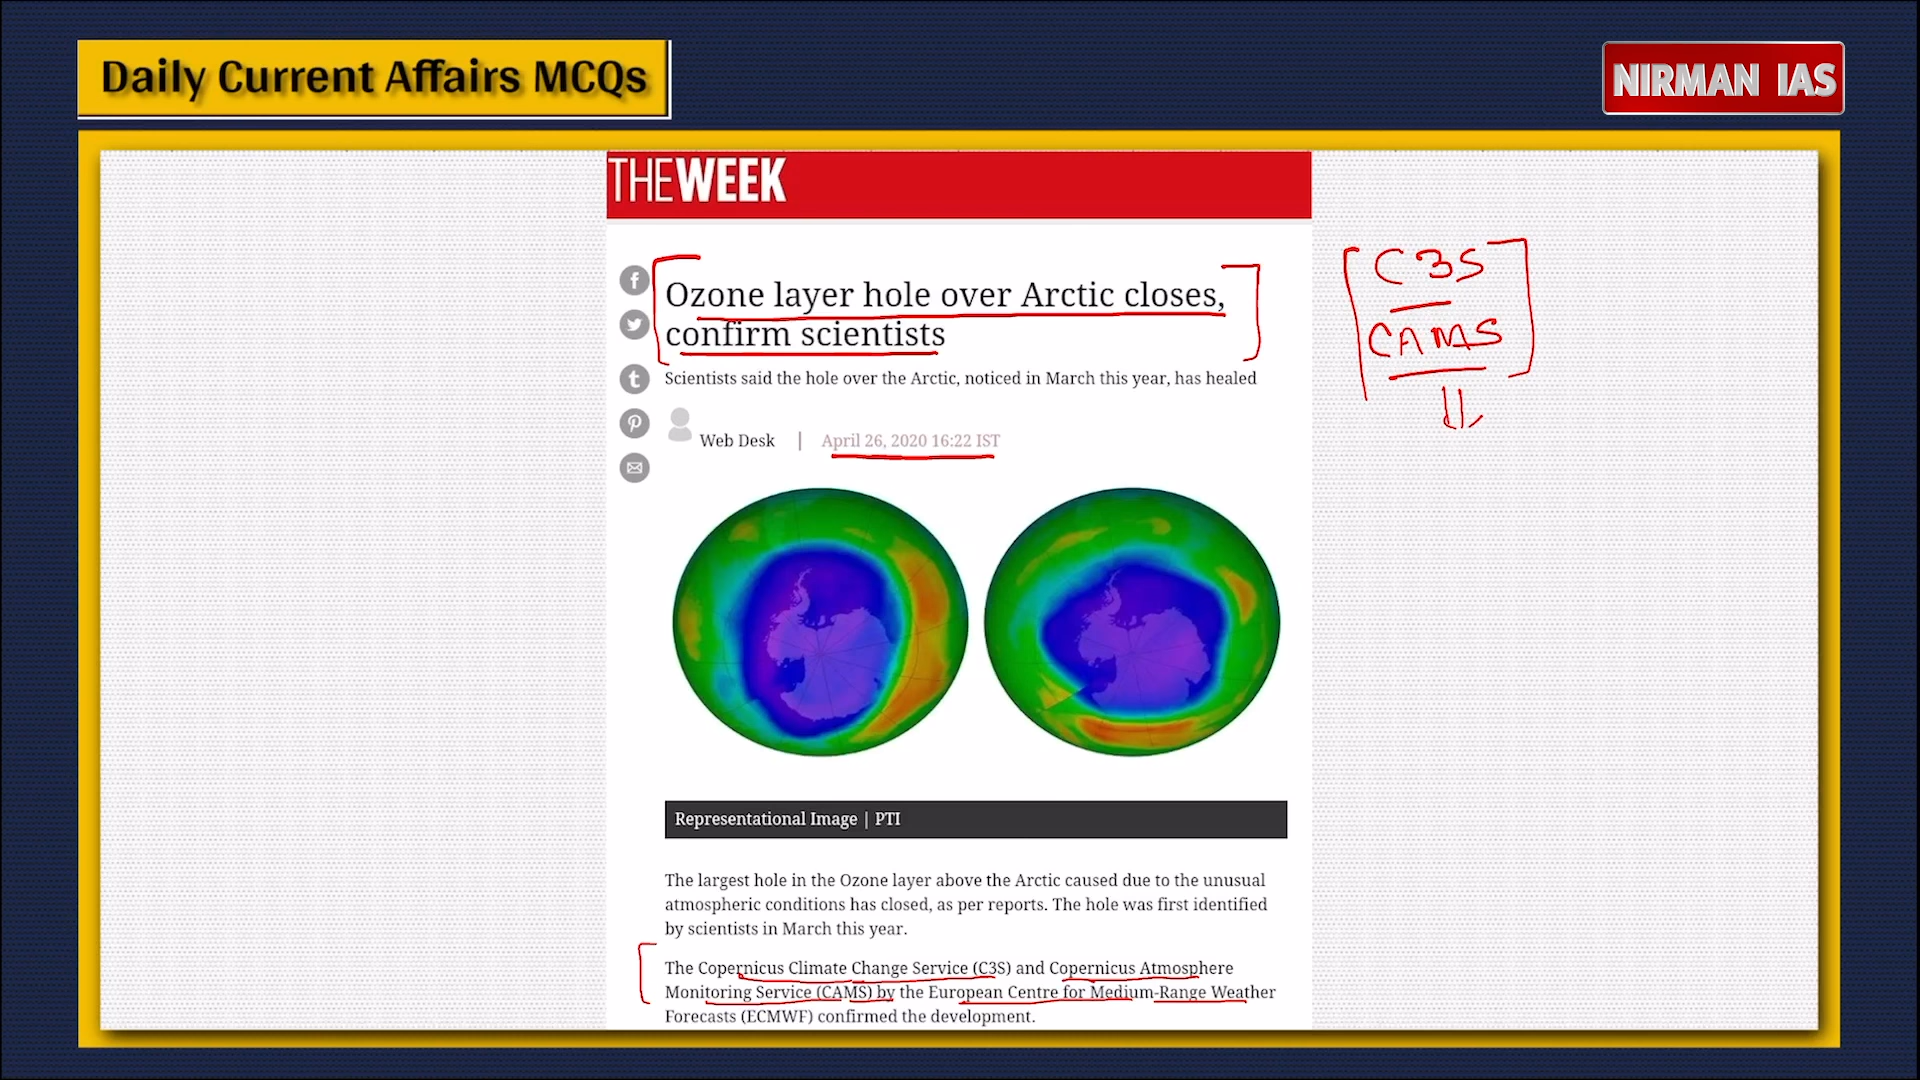 Daily Current Affairs MCQs
NIRMAN IAS
THEWEEK
Ozone layer hole over Arctic closes,
confirm scientists
Scientists said the hole over the Arctic, noticed in March this year, has healed
Web Desk | April 26, 2020 16:22 IST
Representational Image | PTI
The largest hole in the Ozone layer above the Arctic caused due to the unusual
atmospheric conditions has closed, as per reports. The hole was first identified
by scientists in March this year.
The Copernicus Climate Change Service (C3S) and Copernicus Atmosphere
Monitoring Service (CAMS) by the European Centre for Medium-Range Weather
Forecasts (ECMWF) confirmed the development.
C3S
CAMS